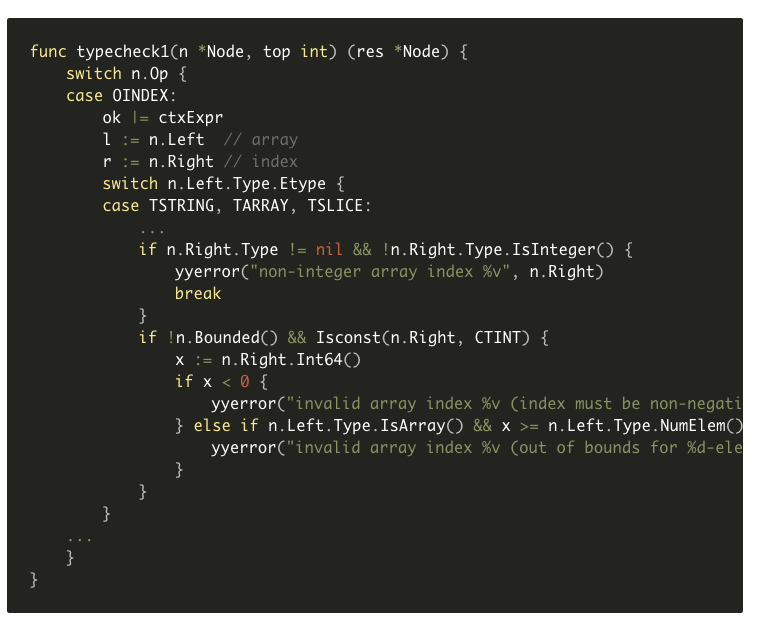 func typecheck1(n *Node, top int) (res *Node) {
    switch n.Op {
    case OINDEX:
        ok |= ctxExpr
        l := n.Left  // array
        r := n.Right // index
        switch n.Left.Type.Etype {
        case TSTRING, TARRAY, TSLICE:
            ...
            if n.Right.Type != nil && !n.Right.Type.IsInteger() {
                yyerror("non-integer array index %v", n.Right)
                break
            }
            if !n.Bounded() && Isconst(n.Right, CTINT) {
                x := n.Right.Int64()
                if x < 0 {
                    yyerror("invalid array index %v (index must be non-negati
                } else if n.Left.Type.IsArray() && x >= n.Left.Type.NumElem()
                    yyerror("invalid array index %v (out of bounds for %d-ele
                }
            }
        }
    ...
    }
}